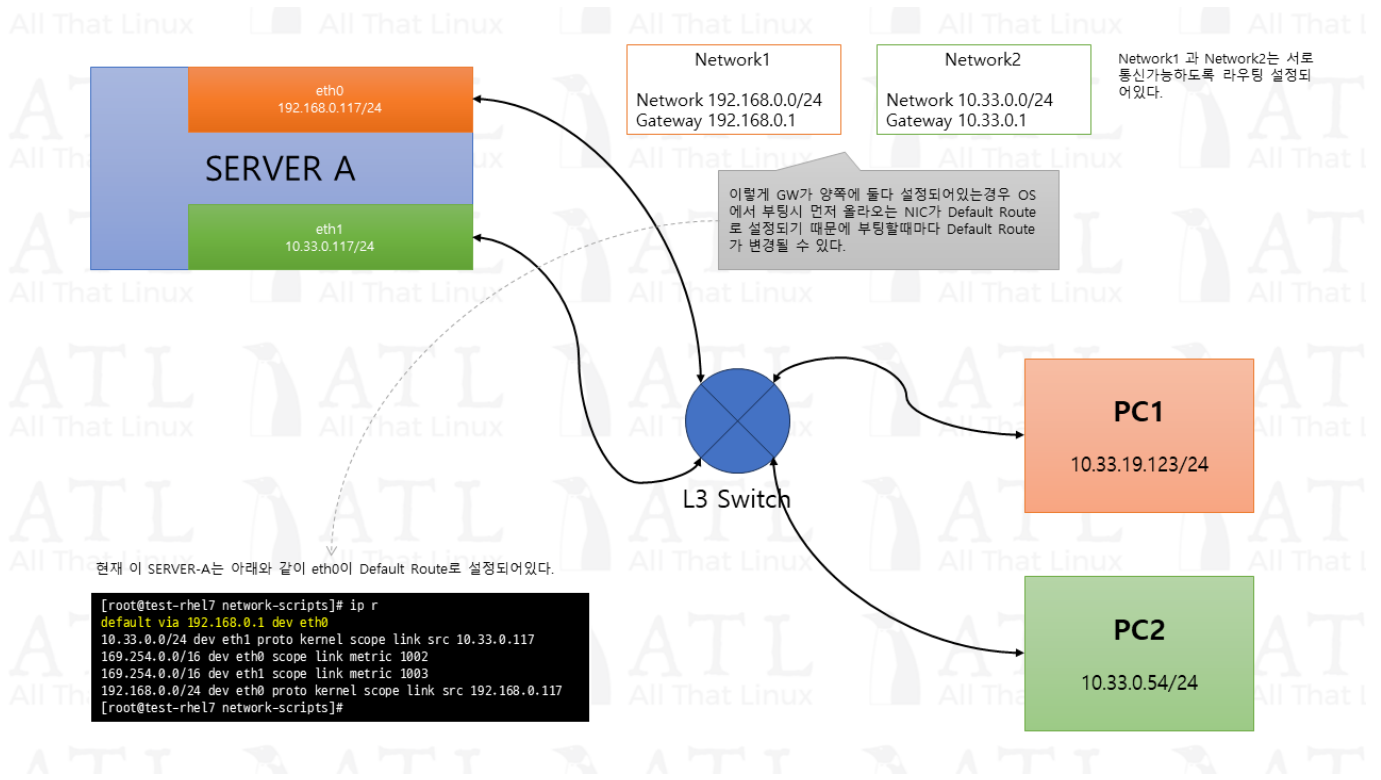 eth0
192.168.0.117/24
SERVER A
eth1
10.33.0.117/24
Network1
Network 192.168.0.0/24
Gateway 192.168.0.1
Network2
Network 10.33.0.0/24
Gateway 10.33.0.1
Network1 과 Network2는 서로
통신가능하도록 라우팅 설정되
어있다.
이렇게 GW가 양쪽에 둘다 설정되어있는경우 OS
에서 부팅시 먼저 올라오는 NIC가 Default Route
로 설정되기 때문에 부팅할때마다 Default Route
가 변경될 수 있다.
L3 Switch
PC1
10.33.19.123/24
PC2
10.33.0.54/24
현재 이 SERVER-A는 아래와 같이 eth0이 Default Route로 설정되어있다.
[root@test-rhel7 network-scripts]# ip r
default via 192.168.0.1 dev eth0
10.33.0.0/24 dev eth1 proto kernel scope link src 10.33.0.117
169.254.0.0/16 dev eth0 scope link metric 1002
169.254.0.0/16 dev eth1 scope link metric 1003
192.168.0.0/24 dev eth0 proto kernel scope link src 192.168.0.117
[root@test-rhel7 network-scripts]#
ATL
All That Linux